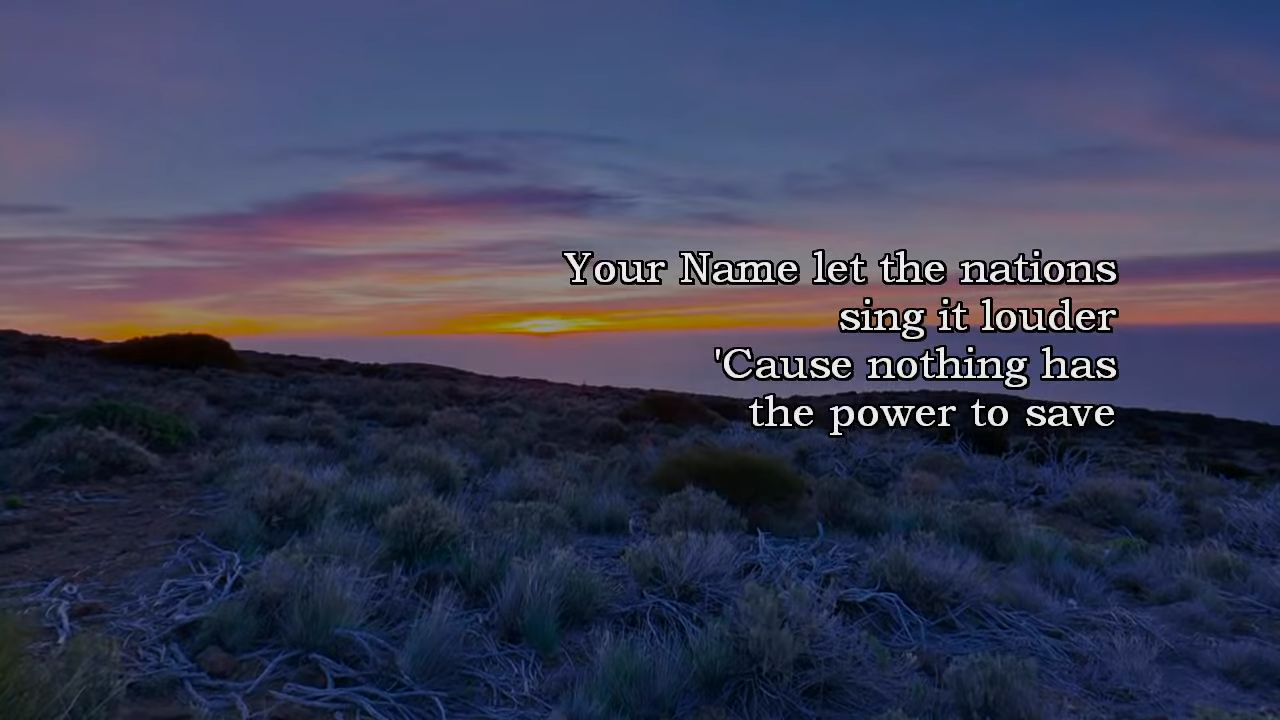 Your Name let the nations
sing it louder
'Cause nothing has
the power to save